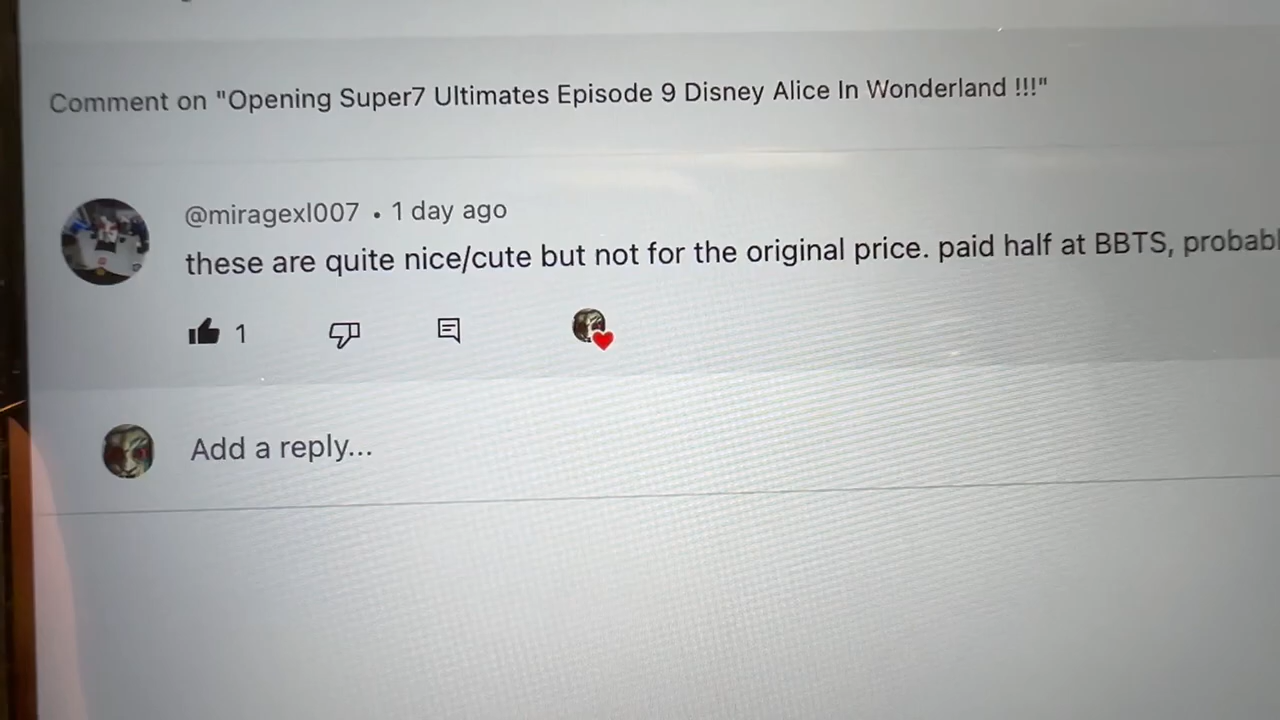 Comment on "Opening Super7 Ultimates Episode 9 Disney Alice In Wonderland !!!"
@miragexl007 • 1 day ago
these are quite nice/cute but not for the original price. paid half at BBTS,
1
Add a reply...